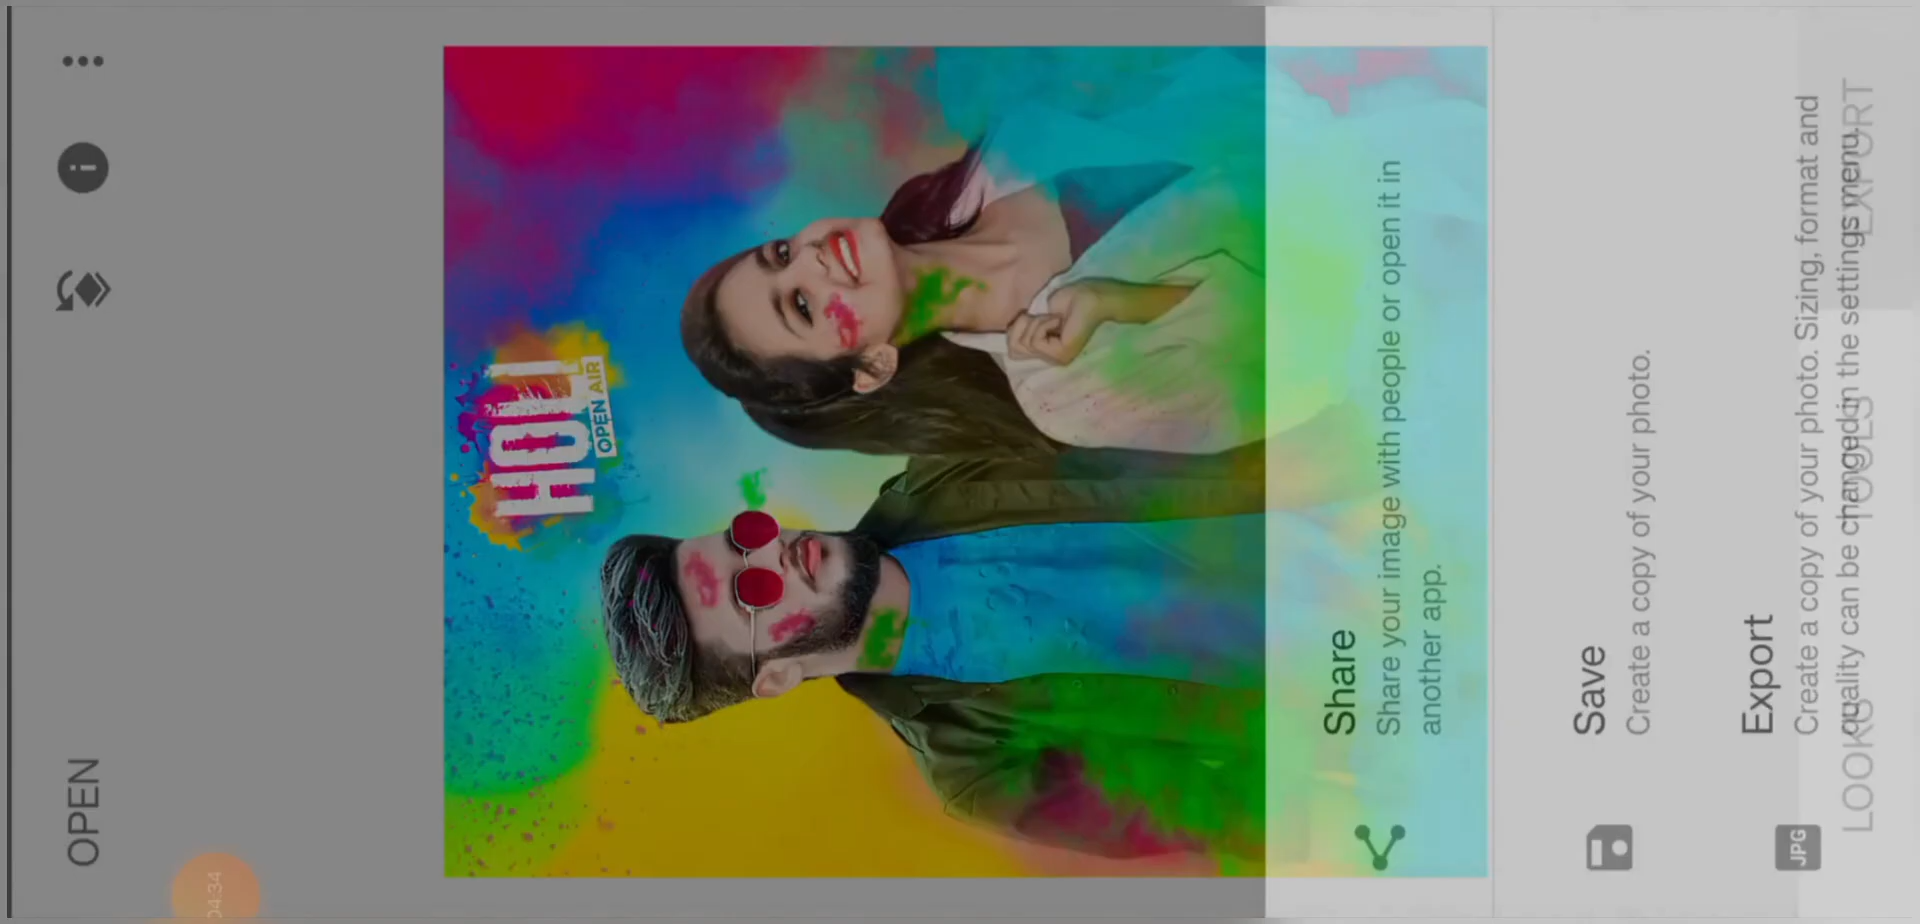 OPEN
HOLI
OPEN AIR
Share
Share your image with people or open it in
another app.
Save
Create a copy of your photo.
Export
Create a copy of your photo. Sizing, format and
quality can be changed in the settings menu.
JPG
LOOKS
TOOLS
EXPORT
04:34